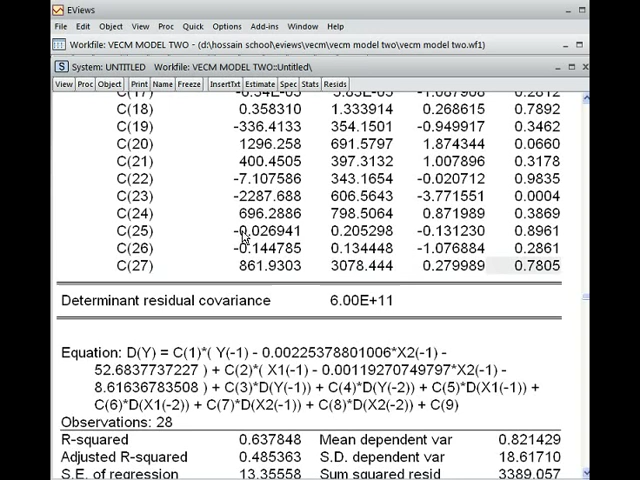 EViews
File Edit Object View Proc Quick Options Add-ins Window Help
Workfile: VECM MODEL TWO - (d:\hossain school\eviews\vecm\vecm model two\vecm model two.wf1)
System: UNTITLED Workfile: VECM MODEL TWO::Untitled\
View Proc Object Print Name Freeze InsertTxt Estimate Spec Stats Resids
C(18) 0.358310 1.333914 0.268615 0.7892
C(19) -336.4133 354.1501 -0.949917 0.3462
C(20) 1296.258 691.5797 1.874344 0.0660
C(21) 400.4505 397.3132 1.007896 0.3178
C(22) -7.107586 343.1654 -0.020712 0.9835
C(23) -2287.688 606.5643 -3.771551 0.0004
C(24) 696.2886 798.5064 0.871989 0.3869
C(25) -0.026941 0.205298 -0.131230 0.8961
C(26) -0.144785 0.134448 -1.076884 0.2861
C(27) 861.9303 3078.444 0.279989 0.7805
Determinant residual covariance 6.00E+11
Equation: D(Y) = C(1)*( Y(-1) - 0.00225378801006*X2(-1) -
52.6837737227 ) + C(2)*( X1(-1) - 0.00119270749797*X2(-1) -
8.61636783508 ) + C(3)*D(Y(-1)) + C(4)*D(Y(-2)) + C(5)*D(X1(-1)) +
C(6)*D(X1(-2)) + C(7)*D(X2(-1)) + C(8)*D(X2(-2)) + C(9)
Observations: 28
R-squared 0.637848 Mean dependent var 0.821429
Adjusted R-squared 0.485363 S.D. dependent var 18.61710
S.E. of regression 13.35558 Sum squared resid 3389.057